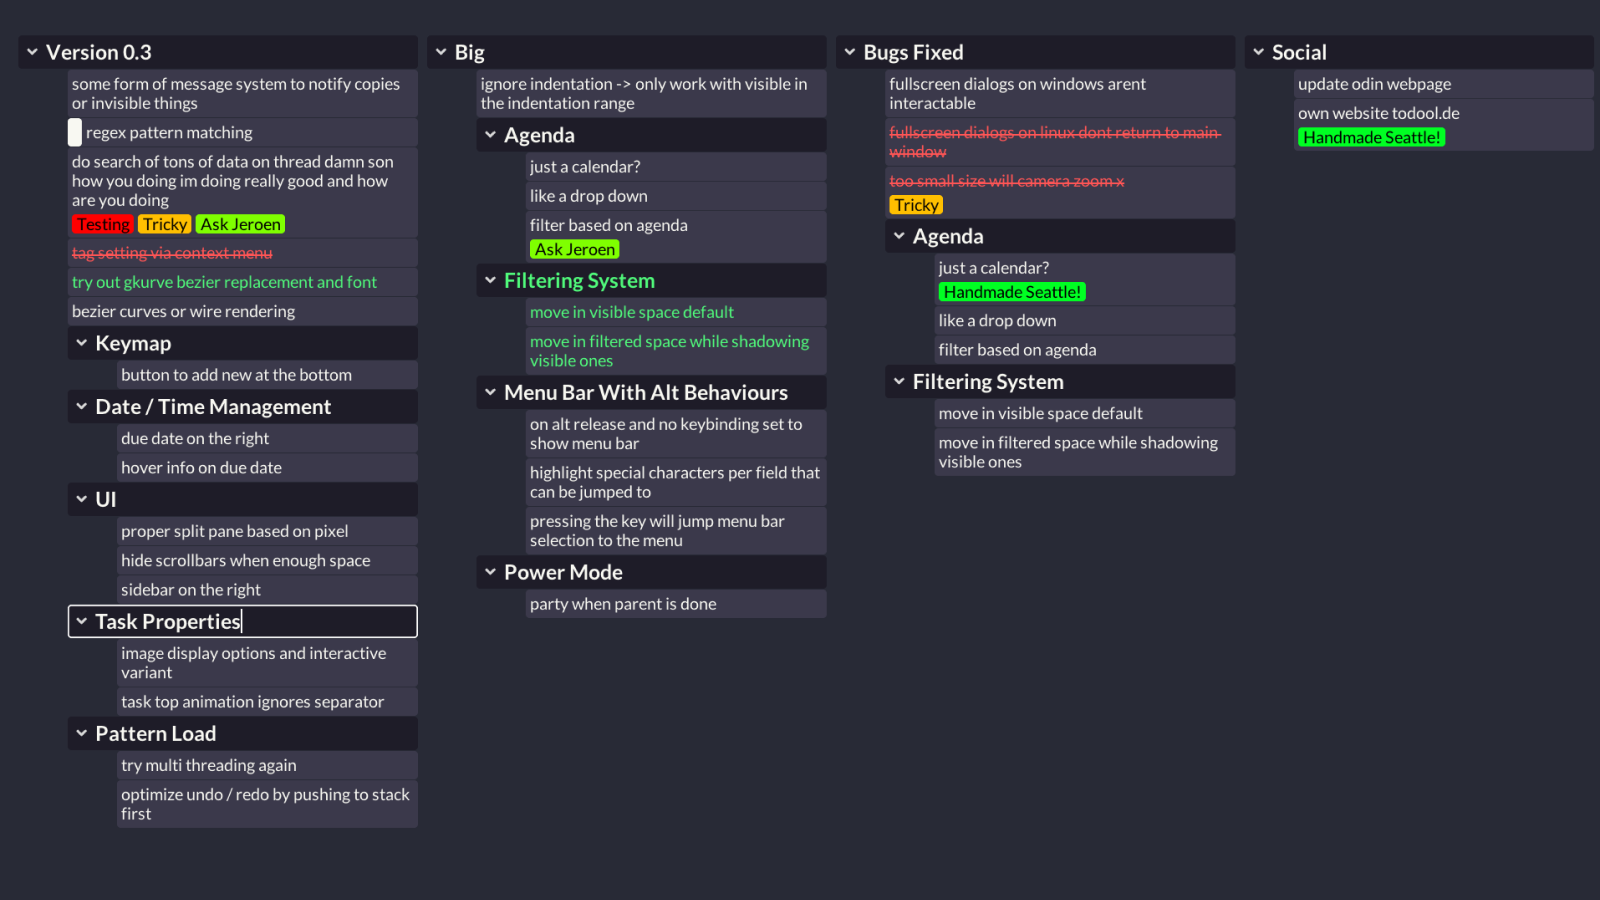 Version 0.3
some form of message system to notify copies
or invisible things
regex pattern matching
do search of tons of data on thread damn son
how you doing im doing really good and how
are you doing
Testing Tricky Ask Jeroen
tag setting via context menu
try out gkurve bezier replacement and font
bezier curves or wire rendering
Keymap
button to add new at the bottom
Date / Time Management
due date on the right
hover info on due date
UI
proper split pane based on pixel
hide scrollbars when enough space
sidebar on the right
Task Properties
image display options and interactive
variant
task top animation ignores separator
Pattern Load
try multi threading again
optimize undo / redo by pushing to stack
first
Big
ignore indentation -> only work with visible in
the indentation range
Agenda
just a calendar?
like a drop down
filter based on agenda
Ask Jeroen
Filtering System
move in visible space default
move in filtered space while shadowing
visible ones
Menu Bar With Alt Behaviours
on alt release and no keybinding set to
show menu bar
highlight special characters per field that
can be jumped to
pressing the key will jump menu bar
selection to the menu
Power Mode
party when parent is done
Bugs Fixed
fullscreen dialogs on windows arent
interactable
fullscreen dialogs on linux dont return to main
window
too small size will camera zoom x
Tricky
Agenda
just a calendar?
Handmade Seattle!
like a drop down
filter based on agenda
Filtering System
move in visible space default
move in filtered space while shadowing
visible ones
Social
update odin webpage
own website todool.de
Handmade Seattle!